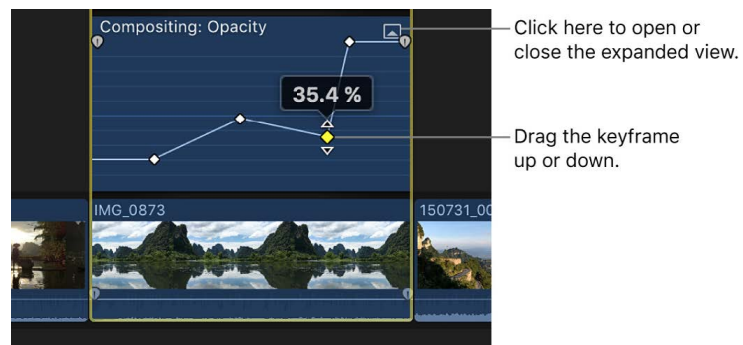 Compositing: Opacity
Click here to open or
close the expanded view.
35.4 %
Drag the keyframe
up or down.
IMG_0873
150731_00